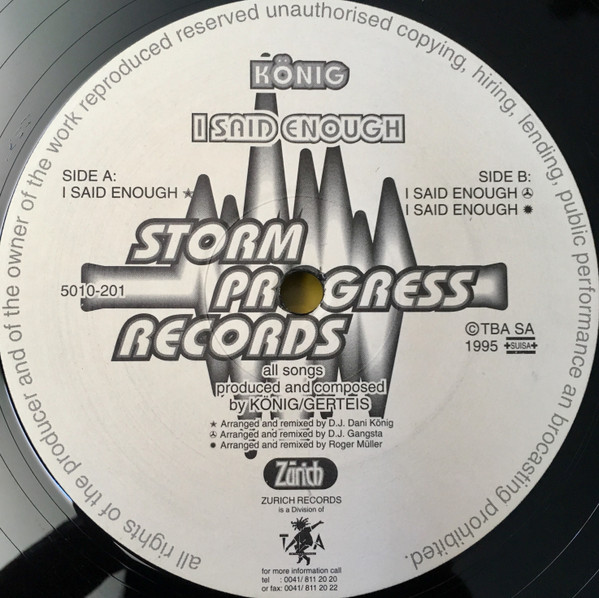 all rights of the producer and of the owner of the work reproduced reserved unauthorised copying, hiring, lending, public performance an brocasting prohibited.
KÖNIG
I SAID ENOUGH
SIDE A:
I SAID ENOUGH ★
SIDE B:
I SAID ENOUGH ✇
I SAID ENOUGH ✹
STORM
PROGRESS
RECORDS
5010-201
©TBA SA
1995 +SUISA+
all songs
produced and composed
by KÖNIG/GERTEIS
★ Arranged and remixed by D.J. Dani König
✇ Arranged and remixed by D.J. Gangsta
✹ Arranged and remixed by Roger Müller
Zürich
ZURICH RECORDS
is a Division of
TBA
for more information call
tel : 0041/ 811 20 20
or fax: 0041/ 811 20 22